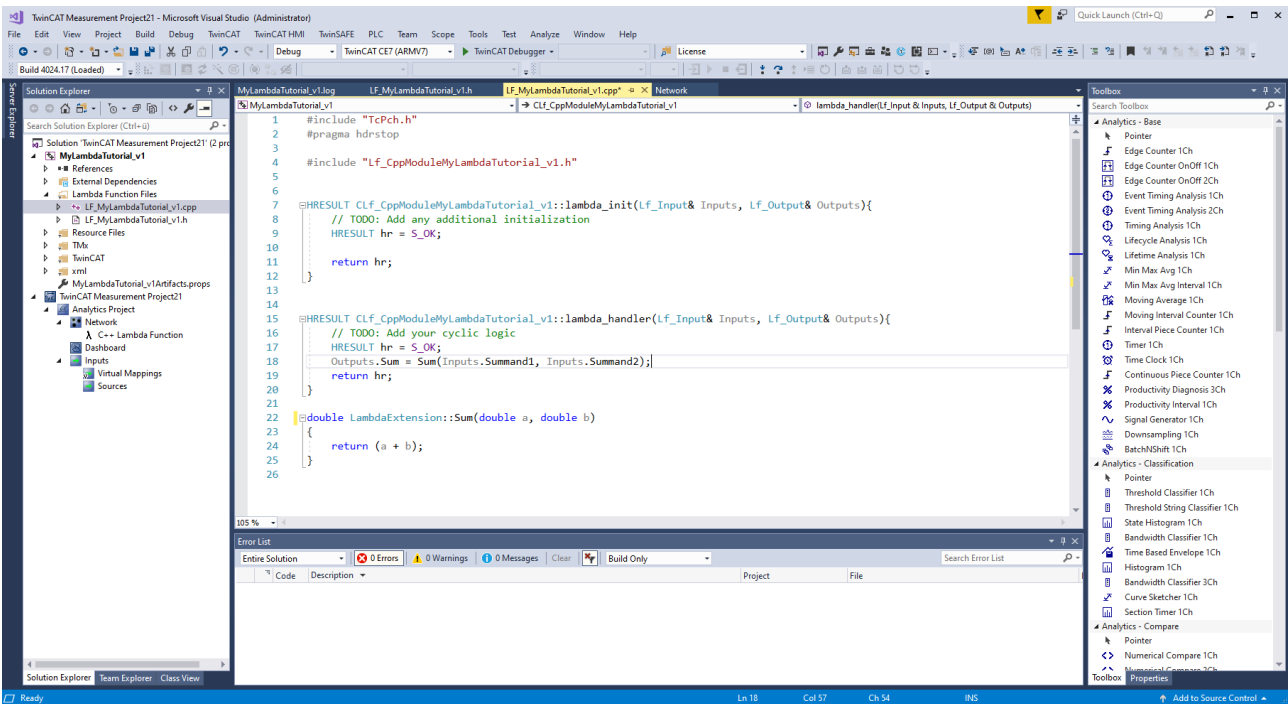 TwinCAT Measurement Project21 - Microsoft Visual Studio (Administrator)
Quick Launch (Ctrl+Q)
File Edit View Project Build Debug TwinCAT TwinCAT HMI TwinSAFE PLC Team Scope Tools Test Analyze Window Help
Debug TwinCAT CE7 (ARMV7) TwinCAT Debugger License
Build 4024.17 (Loaded)
Server Explorer
Solution Explorer
Search Solution Explorer (Ctrl+ü)
Solution 'TwinCAT Measurement Project21' (2 pro
MyLambdaTutorial_v1
References
External Dependencies
Lambda Function Files
LF_MyLambdaTutorial_v1.cpp
LF_MyLambdaTutorial_v1.h
Resource Files
TMx
TwinCAT
xml
MyLambdaTutorial_v1Artifacts.props
TwinCAT Measurement Project21
Analytics Project
Network
C++ Lambda Function
Dashboard
Inputs
Virtual Mappings
Sources
Solution Explorer Team Explorer Class View
MyLambdaTutorial_v1.log LF_MyLambdaTutorial_v1.h LF_MyLambdaTutorial_v1.cpp* Network
MyLambdaTutorial_v1 CLf_CppModuleMyLambdaTutorial_v1 lambda_handler(Lf_Input & Inputs, Lf_Output & Outputs)
1 #include "TcPch.h"
2 #pragma hdrstop
3
4 #include "Lf_CppModuleMyLambdaTutorial_v1.h"
5
6
7 HRESULT CLf_CppModuleMyLambdaTutorial_v1::lambda_init(Lf_Input& Inputs, Lf_Output& Outputs){
8 // TODO: Add any additional initialization
9 HRESULT hr = S_OK;
10
11 return hr;
12 }
13
14
15 HRESULT CLf_CppModuleMyLambdaTutorial_v1::lambda_handler(Lf_Input& Inputs, Lf_Output& Outputs){
16 // TODO: Add your cyclic logic
17 HRESULT hr = S_OK;
18 Outputs.Sum = Sum(Inputs.Summand1, Inputs.Summand2);
19 return hr;
20 }
21
22 double LambdaExtension::Sum(double a, double b)
23 {
24 return (a + b);
25 }
26
105 %
Error List
Entire Solution 0 Errors 0 Warnings 0 Messages Clear Build Only Search Error List
Code Description Project File
Toolbox
Search Toolbox
Analytics - Base
Pointer
Edge Counter 1Ch
Edge Counter OnOff 1Ch
Edge Counter OnOff 2Ch
Event Timing Analysis 1Ch
Event Timing Analysis 2Ch
Timing Analysis 1Ch
Lifecycle Analysis 1Ch
Lifetime Analysis 1Ch
Min Max Avg 1Ch
Min Max Avg Interval 1Ch
Moving Average 1Ch
Moving Interval Counter 1Ch
Interval Piece Counter 1Ch
Timer 1Ch
Time Clock 1Ch
Continuous Piece Counter 1Ch
Productivity Diagnosis 3Ch
Productivity Interval 1Ch
Signal Generator 1Ch
Downsampling 1Ch
BatchNShift 1Ch
Analytics - Classification
Pointer
Threshold Classifier 1Ch
Threshold String Classifier 1Ch
State Histogram 1Ch
Bandwidth Classifier 1Ch
Time Based Envelope 1Ch
Histogram 1Ch
Bandwidth Classifier 3Ch
Curve Sketcher 1Ch
Section Timer 1Ch
Analytics - Compare
Pointer
Numerical Compare 1Ch
Numerical Compare 2Ch
Toolbox Properties
Ready Ln 18 Col 57 Ch 54 INS Add to Source Control